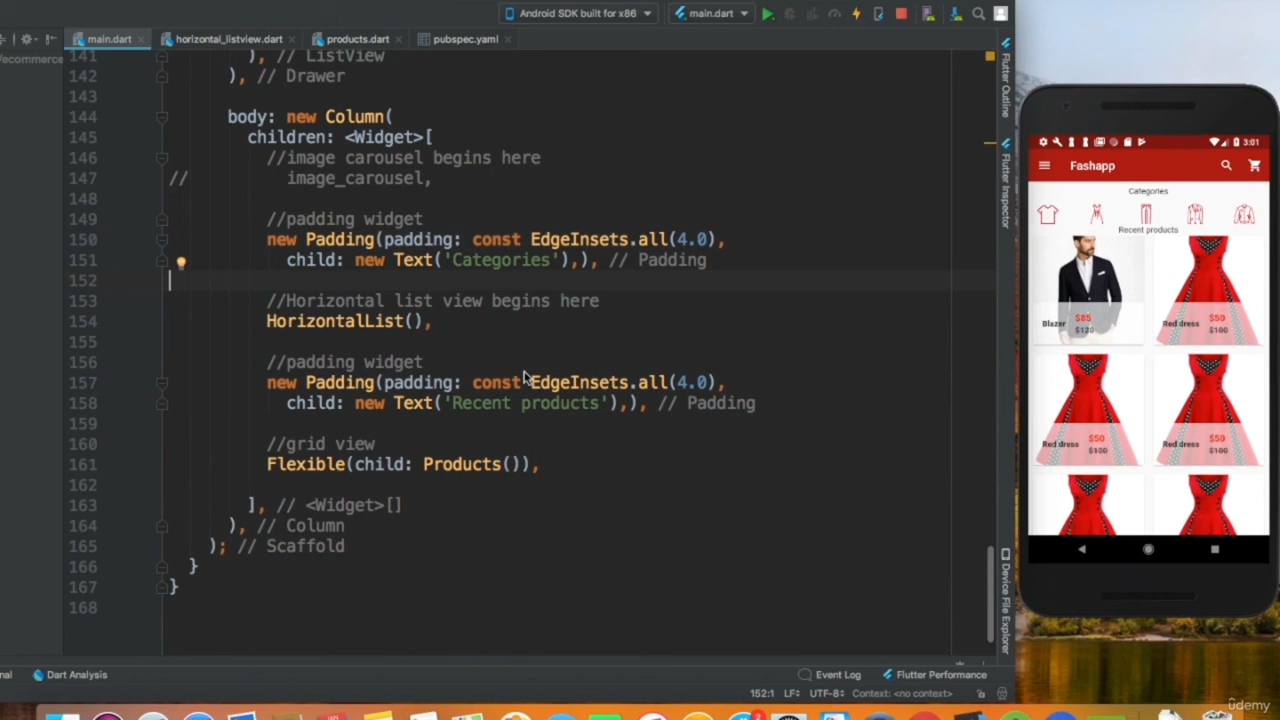 Android SDK built for x86
main.dart
main.dart
horizontal_listview.dart
products.dart
pubspec.yaml
/ecommerce
141 ), // ListView
142 ), // Drawer
143
144 body: new Column(
145 children: <Widget>[
146 //image carousel begins here
147 // image_carousel,
148
149 //padding widget
150 new Padding(padding: const EdgeInsets.all(4.0),
151 child: new Text('Categories'),), // Padding
152
153 //Horizontal list view begins here
154 HorizontalList(),
155
156 //padding widget
157 new Padding(padding: const EdgeInsets.all(4.0),
158 child: new Text('Recent products'),), // Padding
159
160 //grid view
161 Flexible(child: Products()),
162
163 ], // <Widget>[]
164 ), // Column
165 ); // Scaffold
166 }
167 }
168
Flutter Outline
Flutter Inspector
Device File Explorer
nal
Dart Analysis
Event Log
Flutter Performance
152:1 LF÷ UTF-8÷ Context: <no context>
3:01
Fashapp
Categories
Recent products
Blazer $85 $120
Red dress $50 $100
Red dress $50 $100
Red dress $50 $100
2
ûdemy